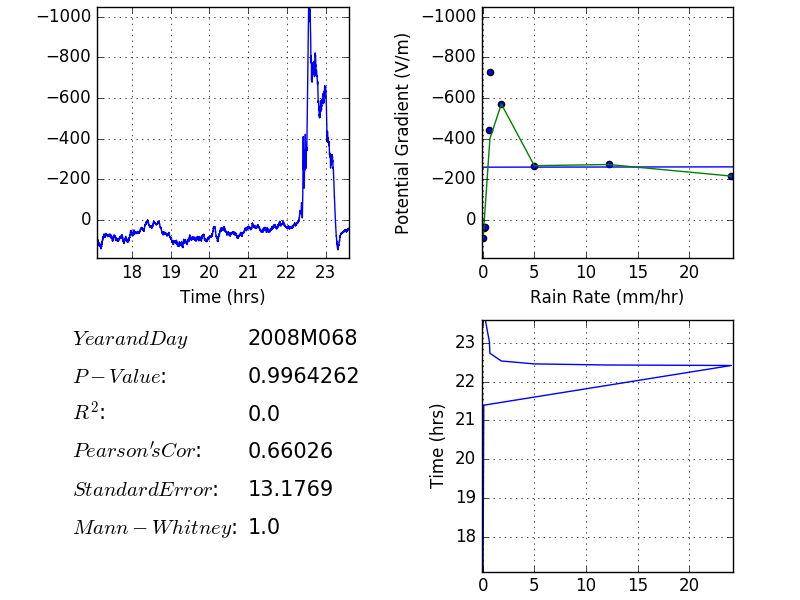 −1000
−800
−600
−400
−200
0
18 19 20 21 22 23
Time (hrs)
Potential Gradient (V/m)
−1000
−800
−600
−400
−200
0
0 5 10 15 20
Rain Rate (mm/hr)
YearandDay 2008M068
P−Value: 0.9964262
R²: 0.0
Pearson'sCor: 0.66026
StandardError: 13.1769
Mann−Whitney: 1.0
Time (hrs)
23
22
21
20
19
18
0 5 10 15 20